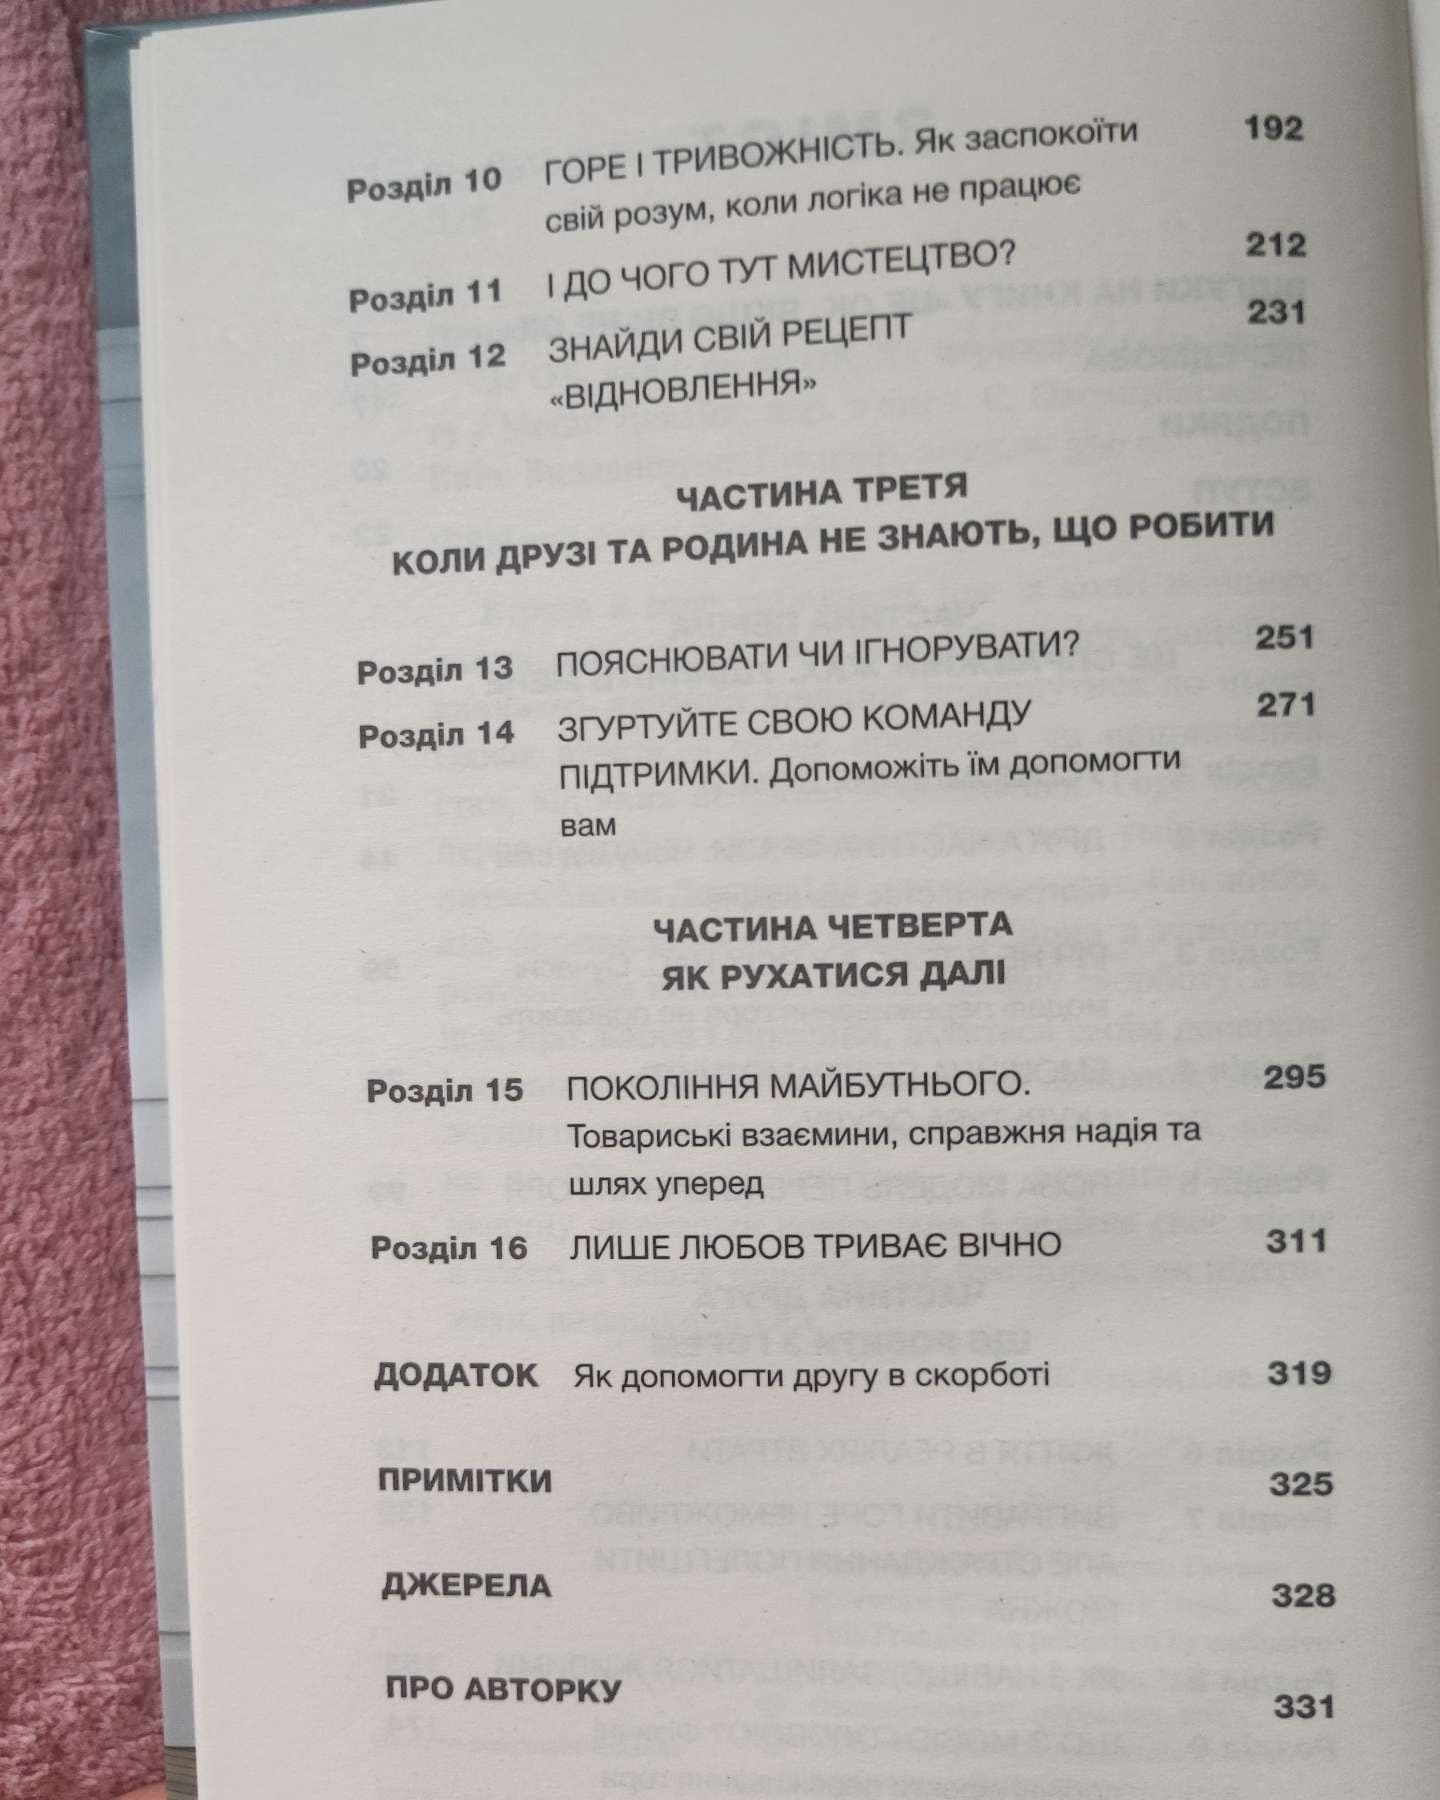 Розділ 10 ГОРЕ І ТРИВОЖНІСТЬ. Як заспокоїти 192
свій розум, коли логіка не працює
Розділ 11 І ДО ЧОГО ТУТ МИСТЕЦТВО? 212
Розділ 12 ЗНАЙДИ СВІЙ РЕЦЕПТ 231
«ВІДНОВЛЕННЯ»
ЧАСТИНА ТРЕТЯ
КОЛИ ДРУЗІ ТА РОДИНА НЕ ЗНАЮТЬ, ЩО РОБИТИ
Розділ 13 ПОЯСНЮВАТИ ЧИ ІГНОРУВАТИ? 251
Розділ 14 ЗГУРТУЙТЕ СВОЮ КОМАНДУ 271
ПІДТРИМКИ. Допоможіть їм допомогти
вам
ЧАСТИНА ЧЕТВЕРТА
ЯК РУХАТИСЯ ДАЛІ
Розділ 15 ПОКОЛІННЯ МАЙБУТНЬОГО. 295
Товариські взаємини, справжня надія та
шлях уперед
Розділ 16 ЛИШЕ ЛЮБОВ ТРИВАЄ ВІЧНО 311
ДОДАТОК Як допомогти другу в скорботі 319
ПРИМІТКИ 325
ДЖЕРЕЛА 328
ПРО АВТОРКУ 331